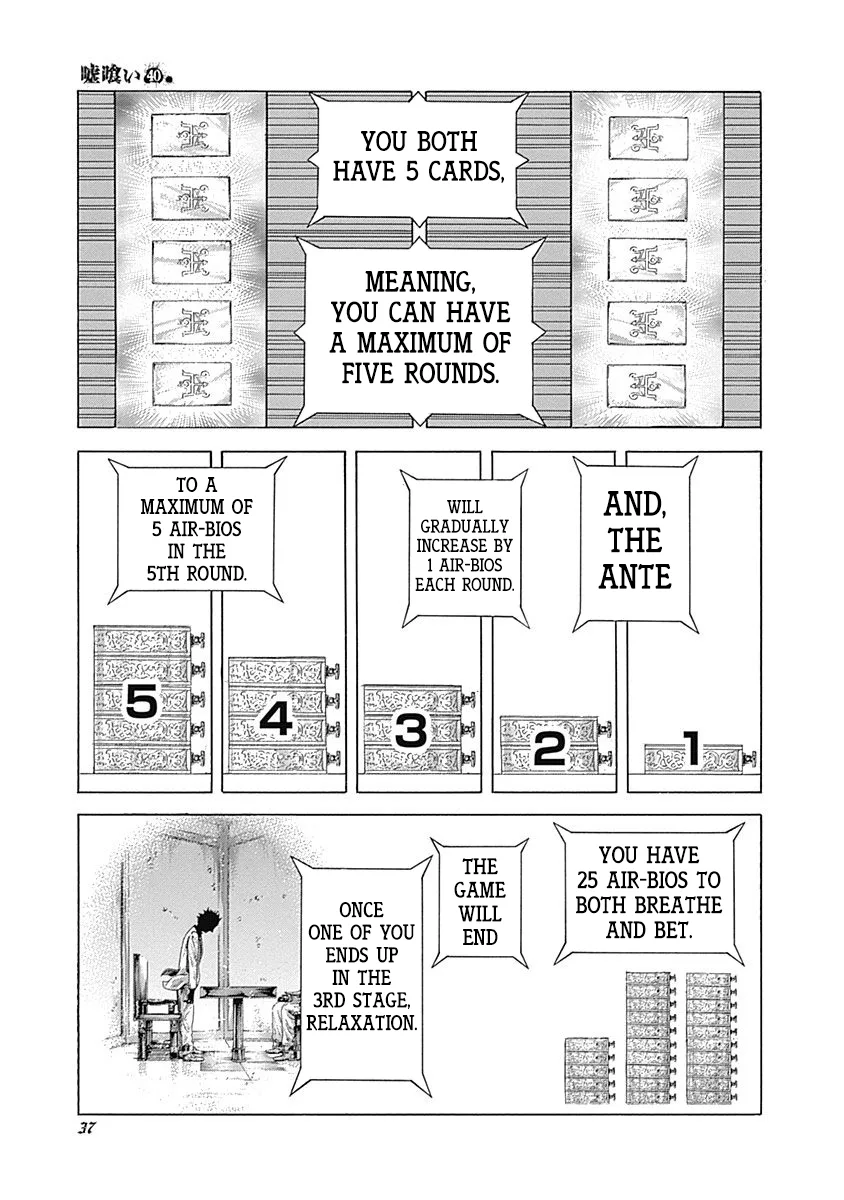 嘘喰い 40.
YOU BOTH
HAVE 5 CARDS,
MEANING,
YOU CAN HAVE
A MAXIMUM OF
FIVE ROUNDS.
AND,
THE
ANTE
WILL
GRADUALLY
INCREASE BY
1 AIR-BIOS
EACH ROUND.
TO A
MAXIMUM OF
5 AIR-BIOS
IN THE
5TH ROUND.
1
2
3
4
5
YOU HAVE
25 AIR-BIOS TO
BOTH BREATHE
AND BET.
THE
GAME
WILL
END
ONCE
ONE OF YOU
ENDS UP
IN THE
3RD STAGE,
RELAXATION.
37